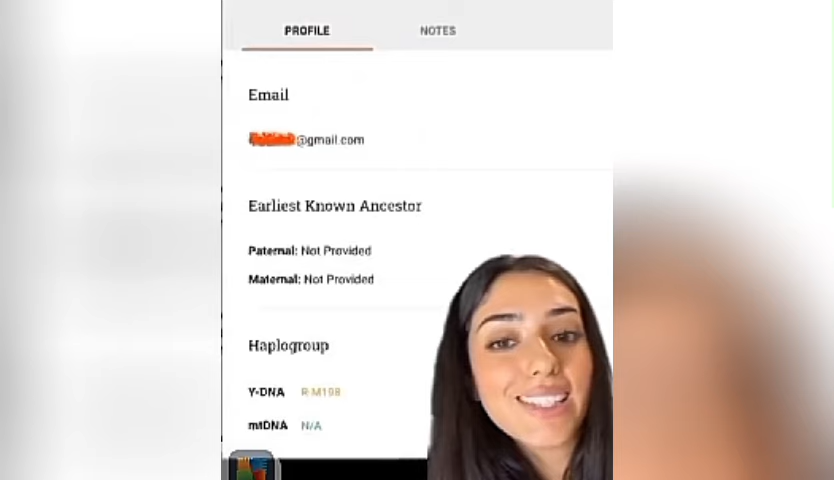 PROFILE NOTES
Email
@gmail.com
Earliest Known Ancestor
Paternal: Not Provided
Maternal: Not Provided
Haplogroup
Y-DNA R-M198
mtDNA N/A